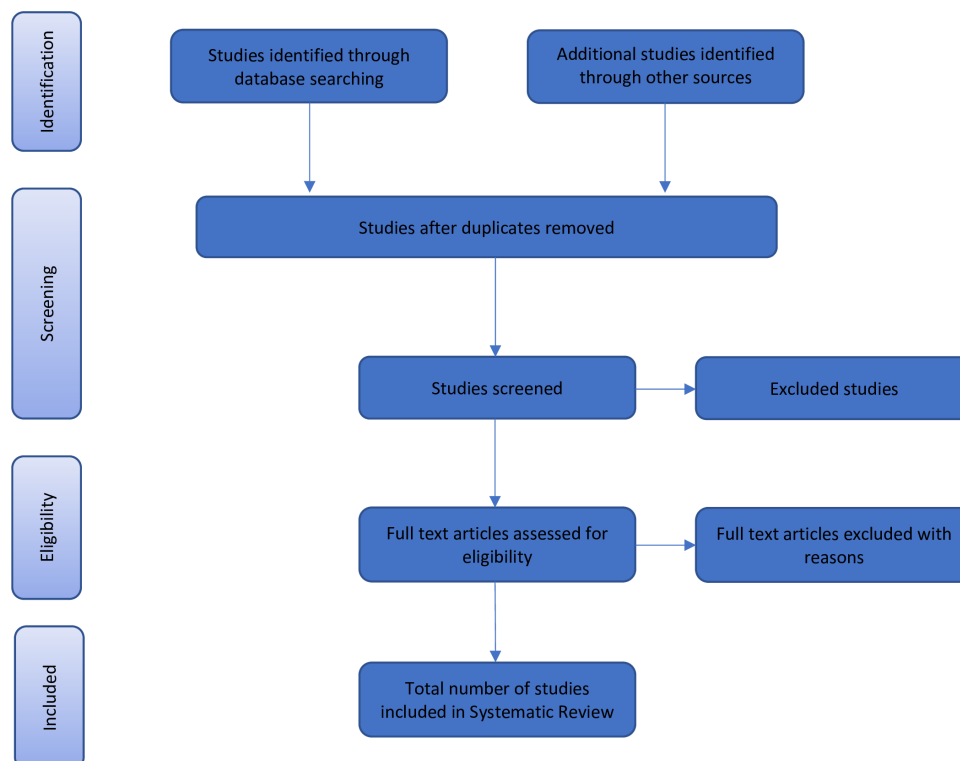 Identification
Studies identified through
database searching
Additional studies identified
through other sources
Screening
Studies after duplicates removed
Studies screened
Excluded studies
Eligibility
Full text articles assessed for
eligibility
Full text articles excluded with
reasons
Included
Total number of studies
included in Systematic Review